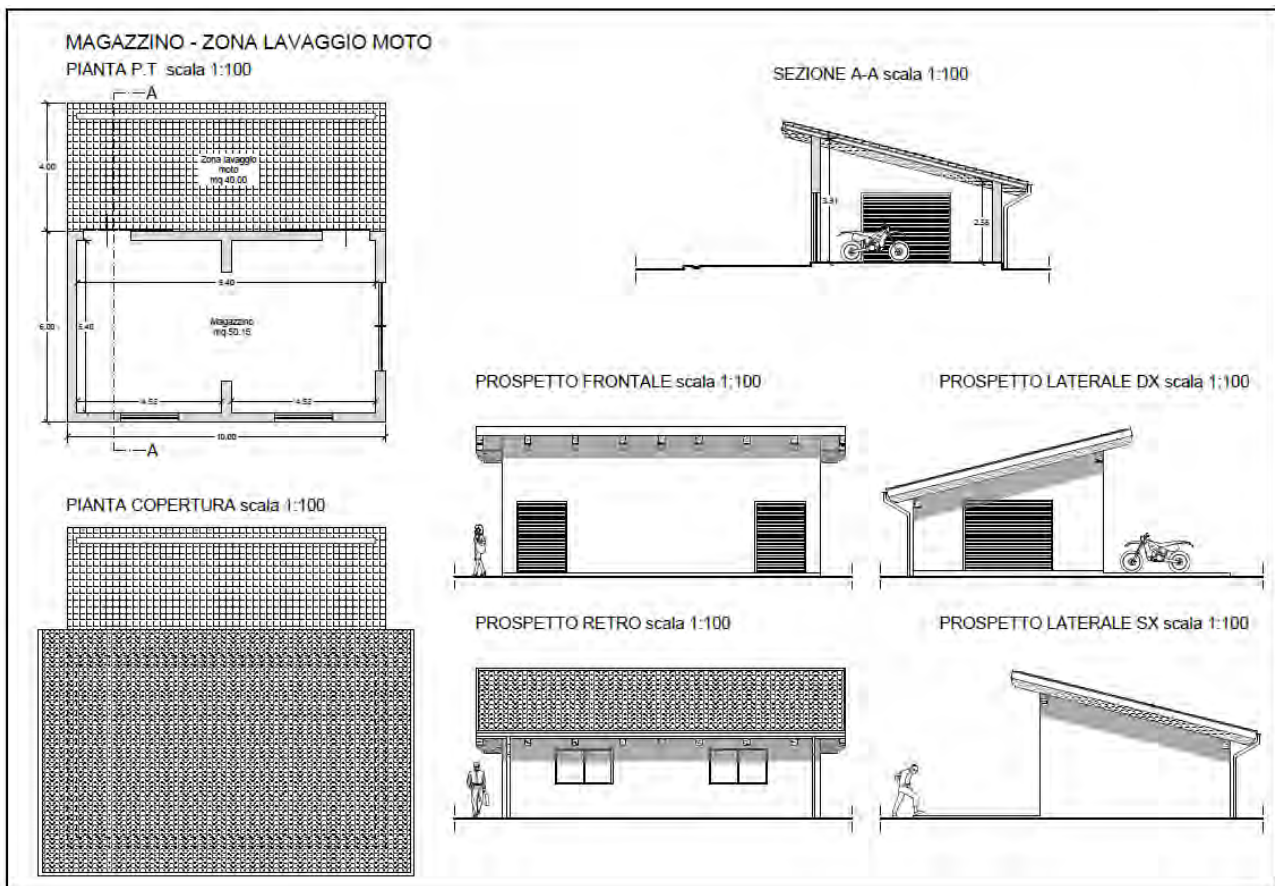 MAGAZZINO - ZONA LAVAGGIO MOTO
PIANTA P.T scala 1:100
A
4.00
Zona lavaggio
moto
mq 40.00
9.40
6.00
5.40
Magazzino
mq 50.15
4.52
4.52
10.00
A
SEZIONE A-A scala 1:100
2.56
PROSPETTO FRONTALE scala 1:100
PROSPETTO LATERALE DX scala 1:100
PIANTA COPERTURA scala 1:100
PROSPETTO RETRO scala 1:100
PROSPETTO LATERALE SX scala 1:100